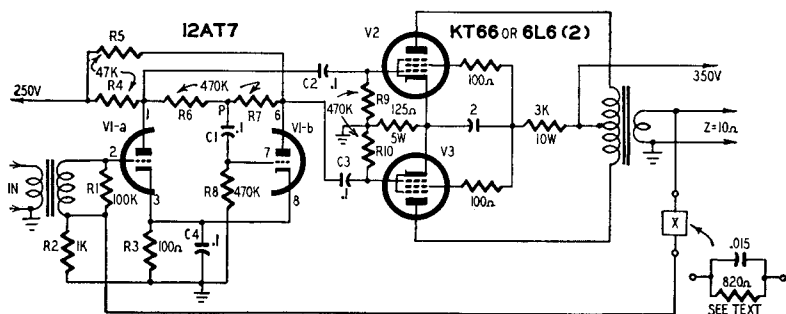 12AT7
KT66 OR 6L6 (2)
R5
V2
47K
R4
250V
470K
C2 .1
100Ω
350V
1
R6
P
R7
6
R9
125Ω
2
3K
V1-a
C1
.1
V1-b
470K
5W
10W
Z=10Ω
2
7
C3
R10
V3
IN
R1
100K
3
R8
470K
8
.1
100Ω
C4
.1
X
R2
1K
R3
100Ω
.015
820Ω
SEE TEXT